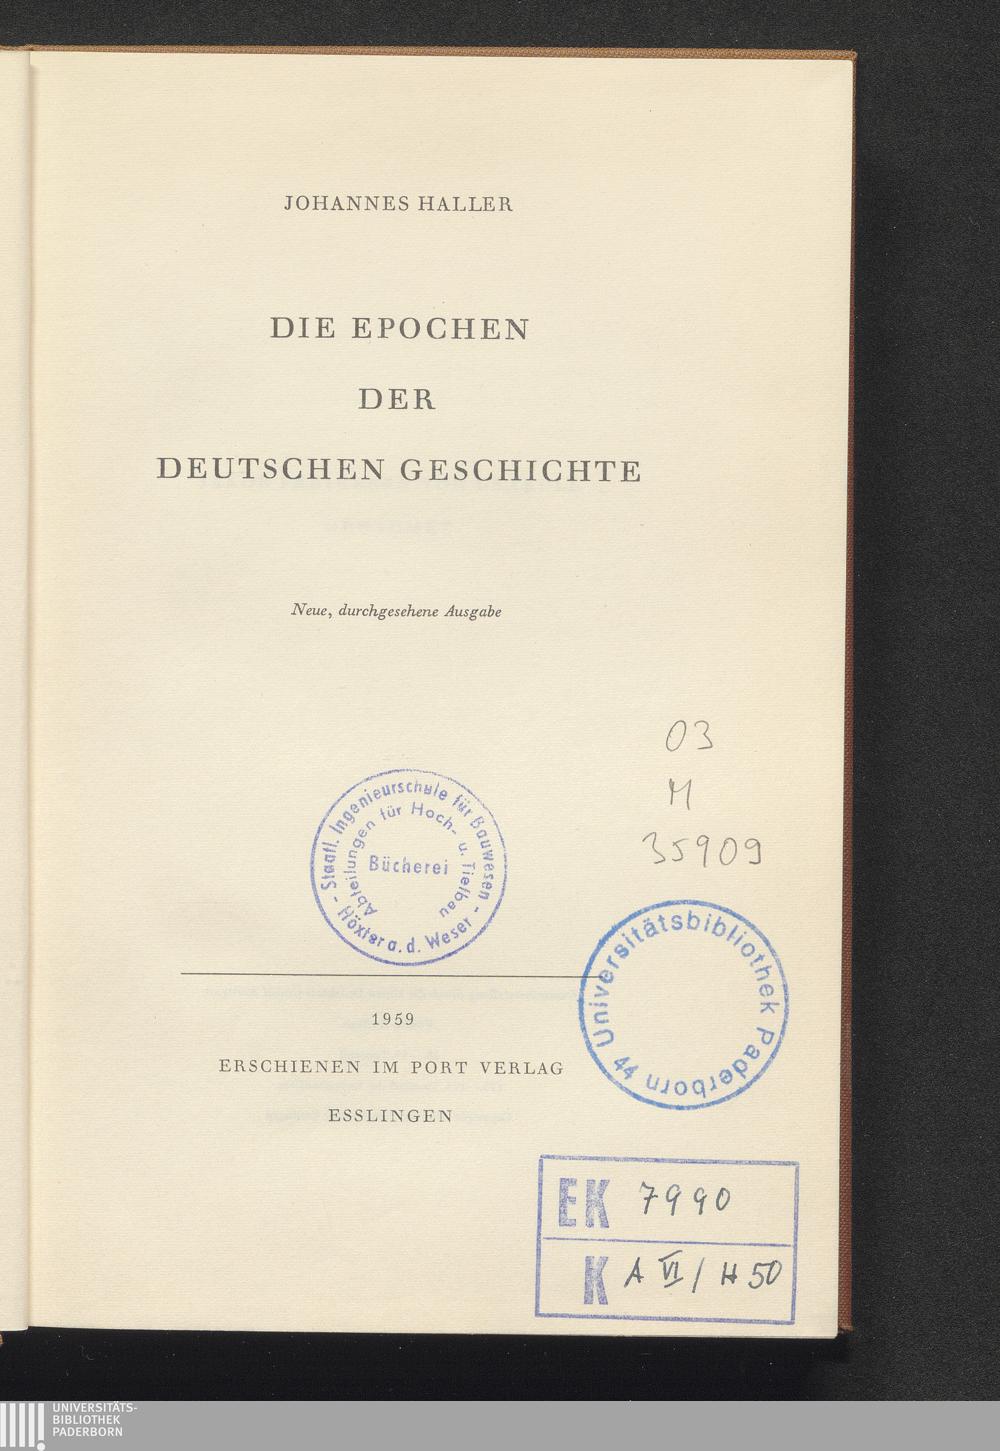 JOHANNES HALLER
DIE EPOCHEN
DER
DEUTSCHEN GESCHICHTE
Neue, durchgesehene Ausgabe
03
M
35909
Staatl. Ingenieurschule für Bauwesen
- Höxter a. d. Weser -
Abteilungen für Hoch- u. Tiefbau
Bücherei
Universitätsbibliothek Paderborn
44
1959
ERSCHIENEN IM PORT VERLAG
ESSLINGEN
EK 7990
K A VI / H 50
UNIVERSITÄTS-
BIBLIOTHEK
PADERBORN